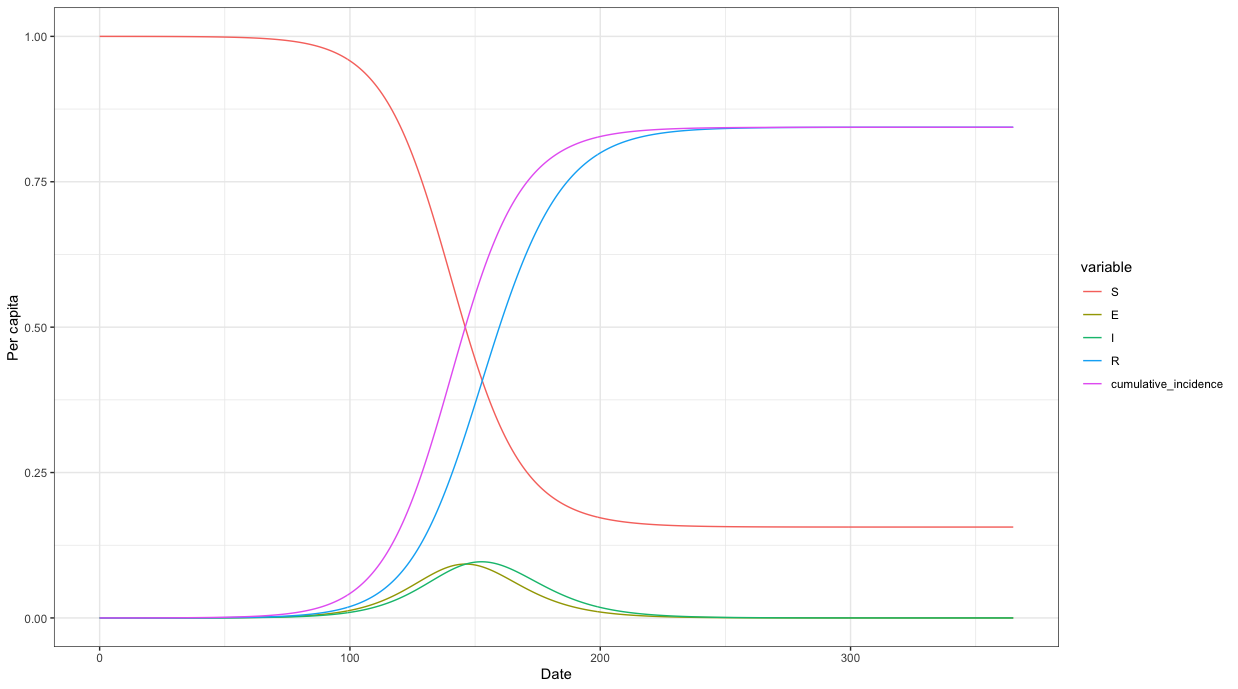 1.00
0.75
0.50
0.25
0.00
Per capita
0
100
200
300
Date
variable
S
E
I
R
cumulative_incidence